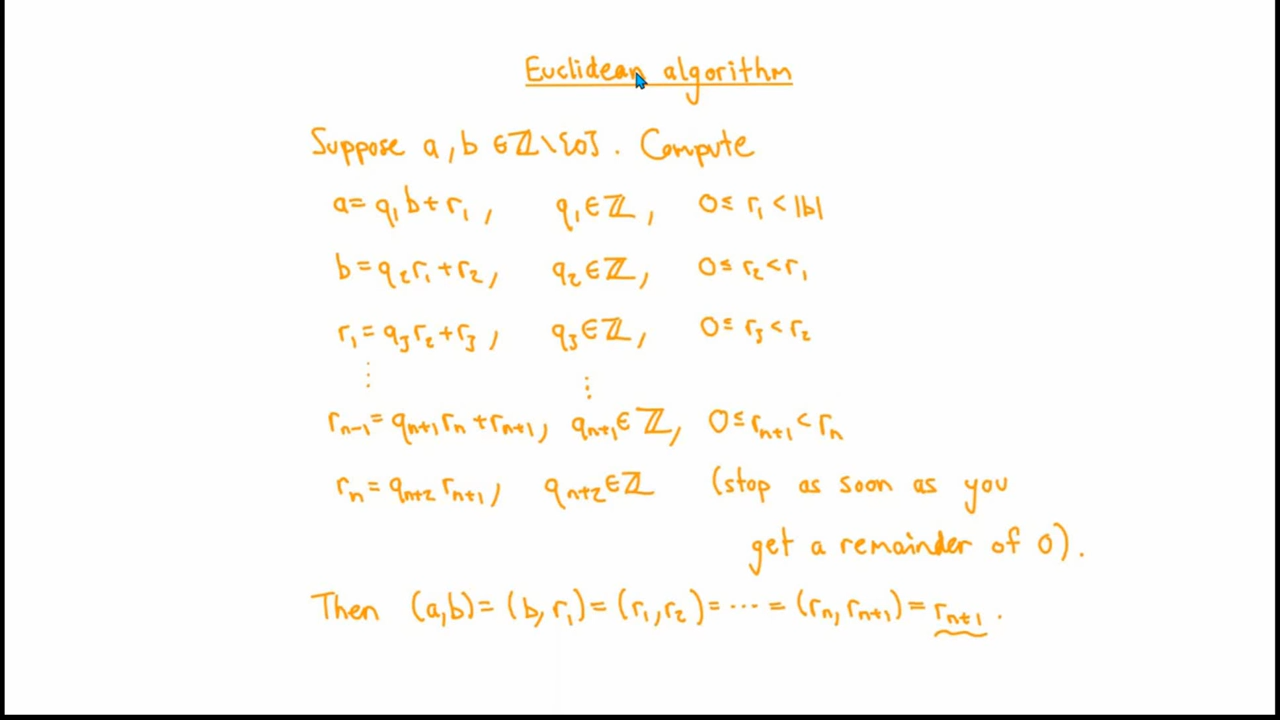 Euclidean algorithm
Suppose a, b ∈ ℤ\{0}. Compute
a = q₁b + r₁, q₁ ∈ ℤ, 0 ≤ r₁ < |b|
b = q₂r₁ + r₂, q₂ ∈ ℤ, 0 ≤ r₂ < r₁
r₁ = q₃r₂ + r₃, q₃ ∈ ℤ, 0 ≤ r₃ < r₂
⋮ ⋮
rₙ₋₁ = qₙ₊₁rₙ + rₙ₊₁, qₙ₊₁ ∈ ℤ, 0 ≤ rₙ₊₁ < rₙ
rₙ = qₙ₊₂rₙ₊₁, qₙ₊₂ ∈ ℤ (stop as soon as you
get a remainder of 0).
Then (a,b) = (b,r₁) = (r₁,r₂) = ⋯ = (rₙ,rₙ₊₁) = rₙ₊₁.